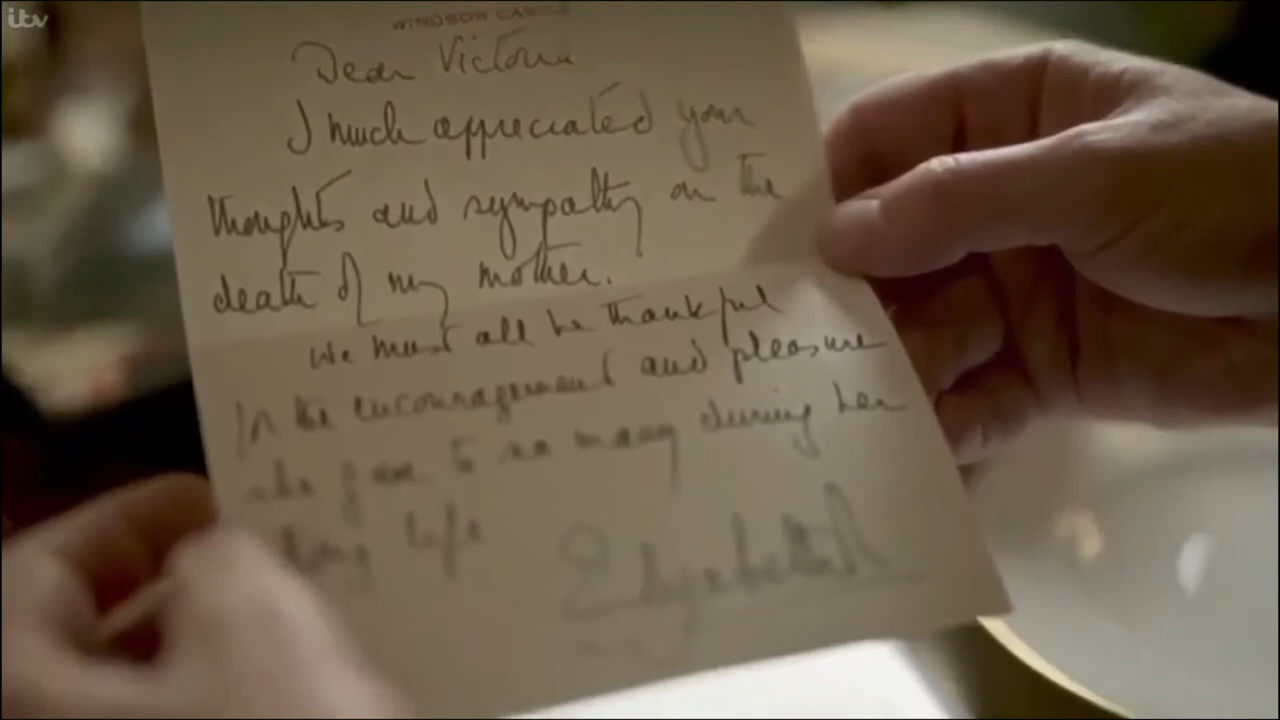 itv
WINDSOR CASTLE
Dear Victoria
I much appreciated your
thoughts and sympathy on the
death of my mother.
We must all be thankful
for the encouragement and pleasure
she gave to so many during her
long life
Elizabeth R